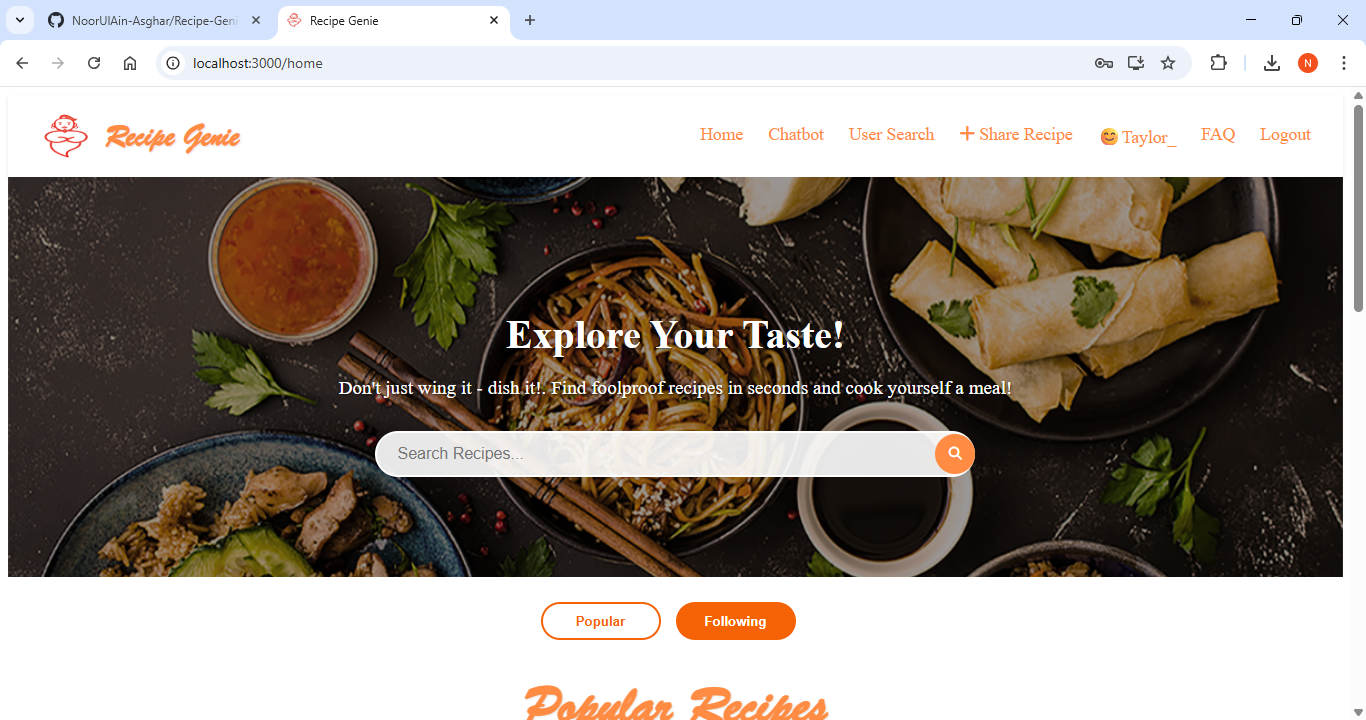 NoorUlAin-Asghar/Recipe-Geni
Recipe Genie
localhost:3000/home
N
Recipe Genie
Home
Chatbot
User Search
+ Share Recipe
😊 Taylor_
FAQ
Logout
Explore Your Taste!
Don't just wing it - dish it!. Find foolproof recipes in seconds and cook yourself a meal!
Search Recipes...
Popular
Following
Popular Recipes